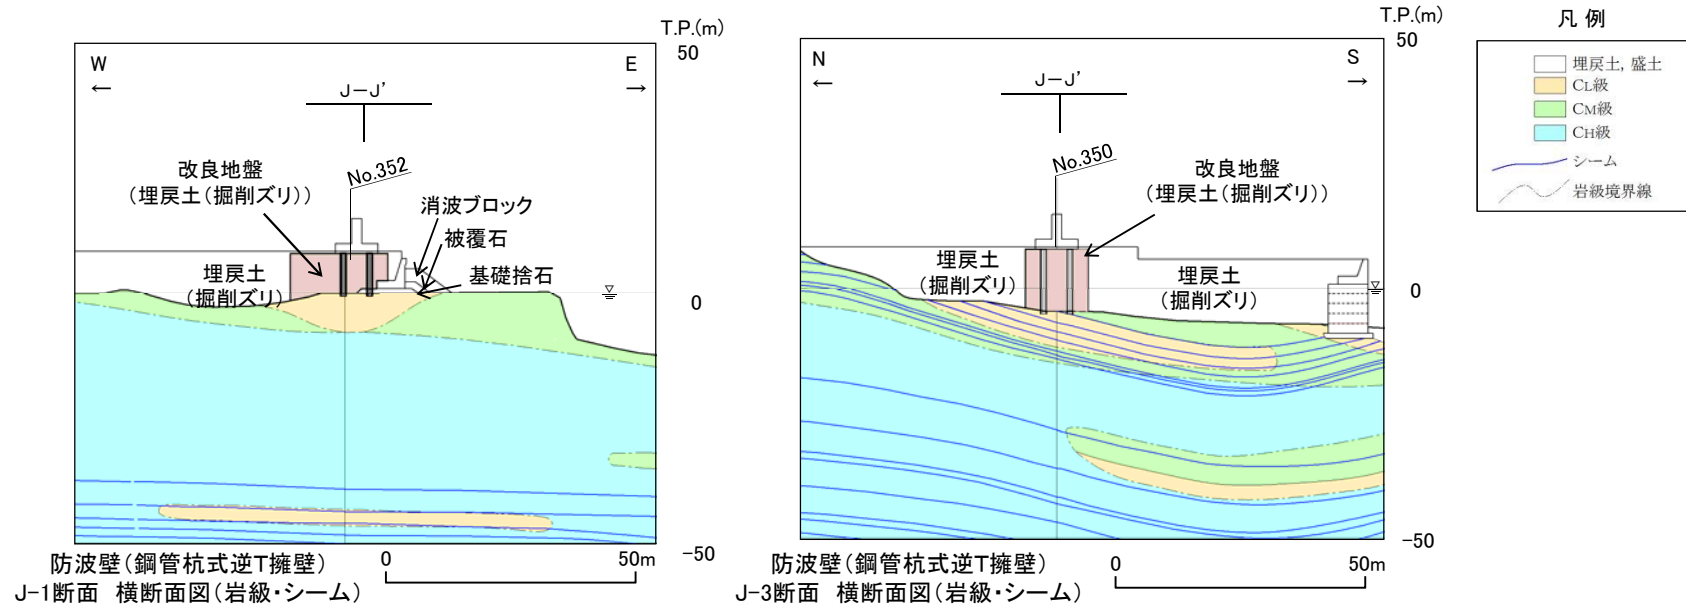 T.P.(m)
50
W
E
←
→
J-J'
改良地盤
(埋戻土(掘削ズリ))
No.352
消波ブロック
被覆石
基礎捨石
埋戻土
(掘削ズリ)
0
-50
防波壁(鋼管杭式逆T擁壁)
J-1断面 横断面図(岩級・シーム)
0
50m
T.P.(m)
50
N
S
←
→
J-J'
No.350
改良地盤
(埋戻土(掘削ズリ))
埋戻土
(掘削ズリ)
埋戻土
(掘削ズリ)
0
-50
防波壁(鋼管杭式逆T擁壁)
J-3断面 横断面図(岩級・シーム)
0
50m
凡例
埋戻土, 盛土
CL級
CM級
CH級
シーム
岩級境界線